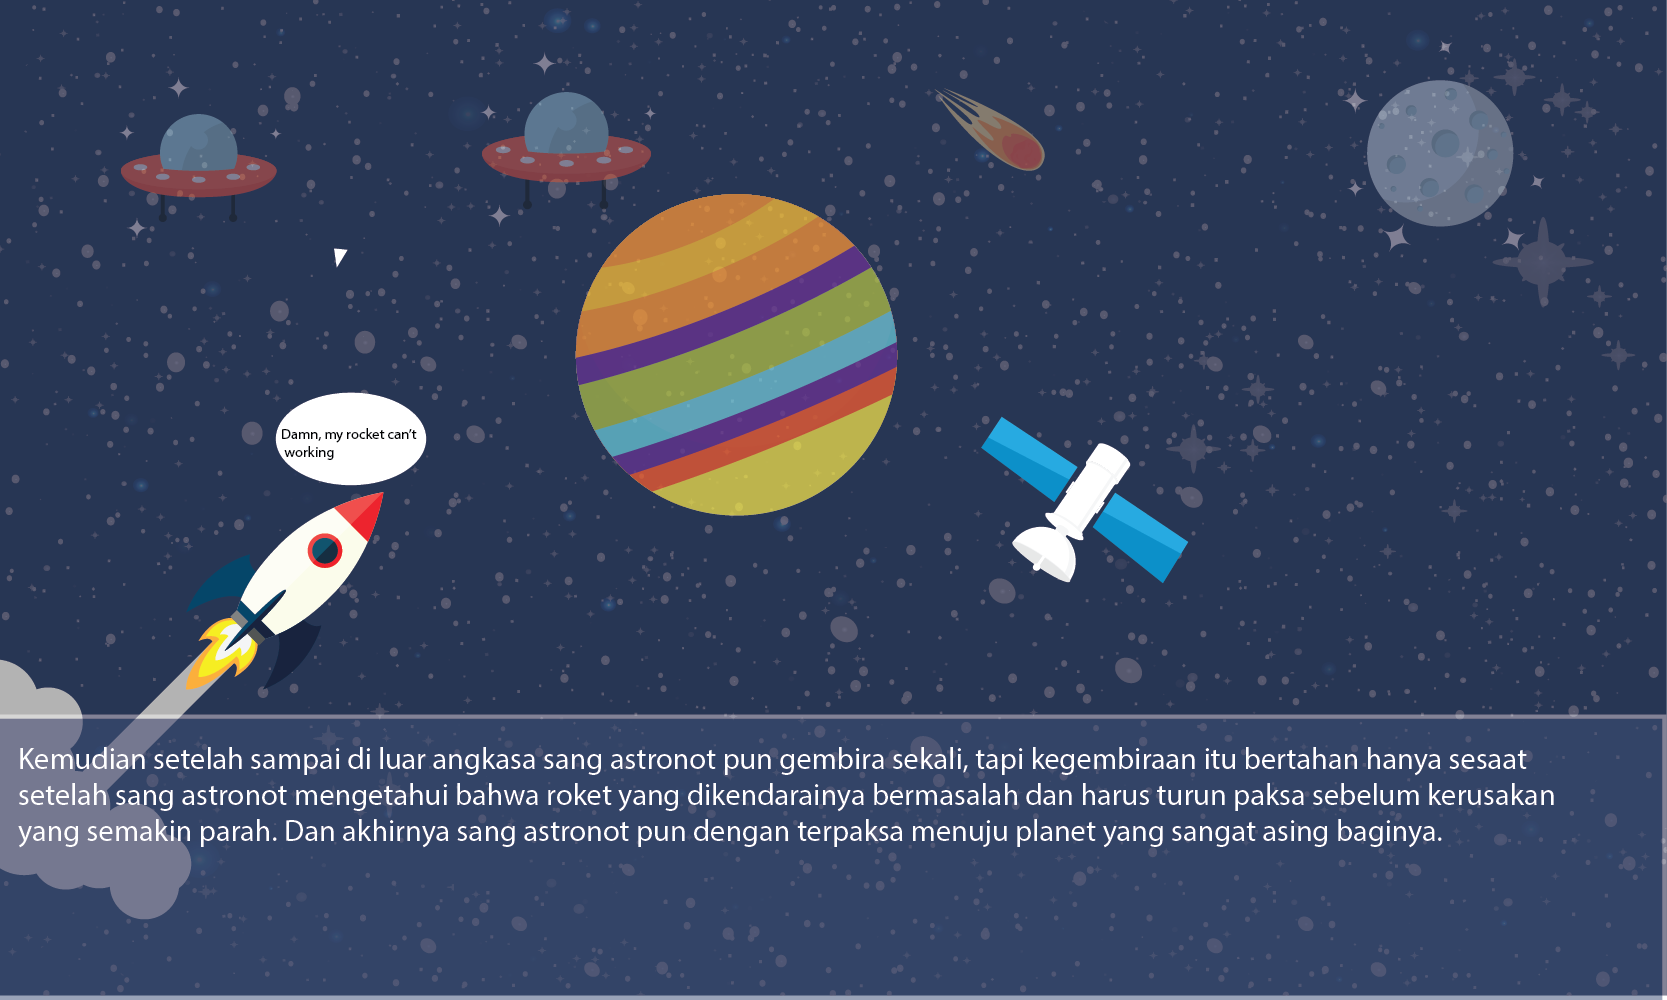 Damn, my rocket can't
working
Kemudian setelah sampai di luar angkasa sang astronot pun gembira sekali, tapi kegembiraan itu bertahan hanya sesaat
setelah sang astronot mengetahui bahwa roket yang dikendarainya bermasalah dan harus turun paksa sebelum kerusakan
yang semakin parah. Dan akhirnya sang astronot pun dengan terpaksa menuju planet yang sangat asing baginya.